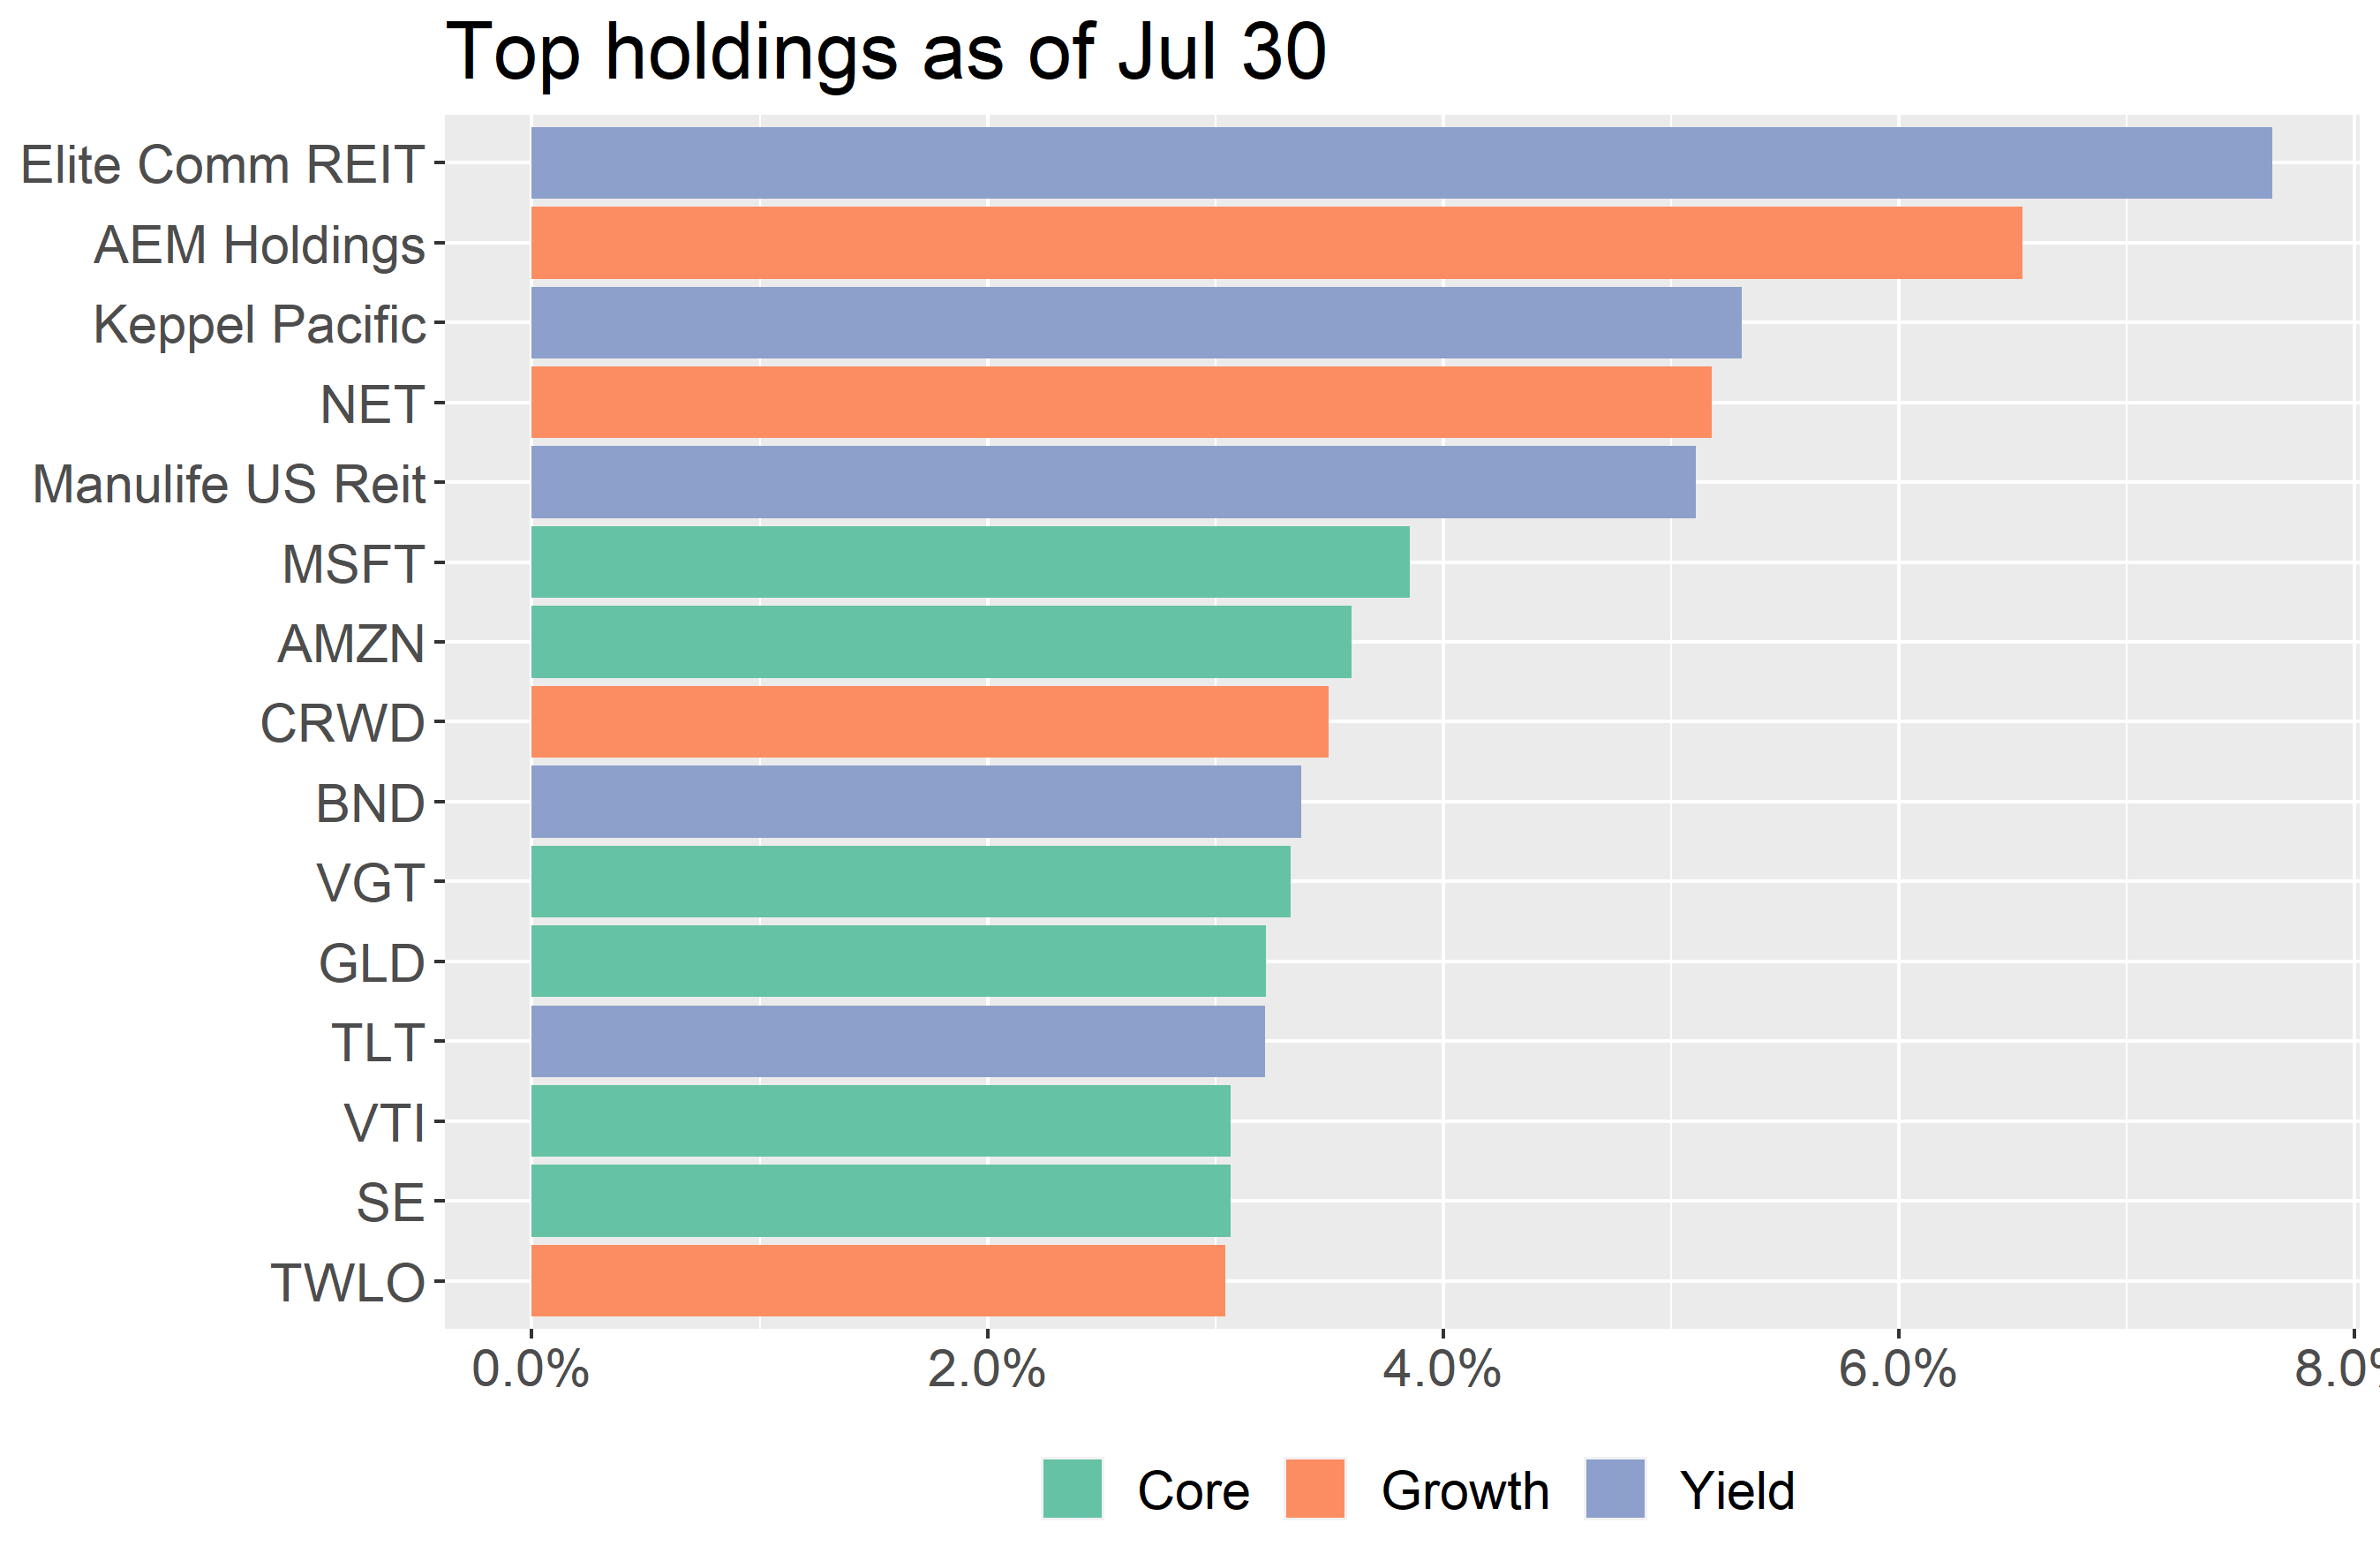 Top holdings as of Jul 30
Elite Comm REIT
AEM Holdings
Keppel Pacific
NET
Manulife US Reit
MSFT
AMZN
CRWD
BND
VGT
GLD
TLT
VTI
SE
TWLO
0.0% 2.0% 4.0% 6.0% 8.0%
Core Growth Yield